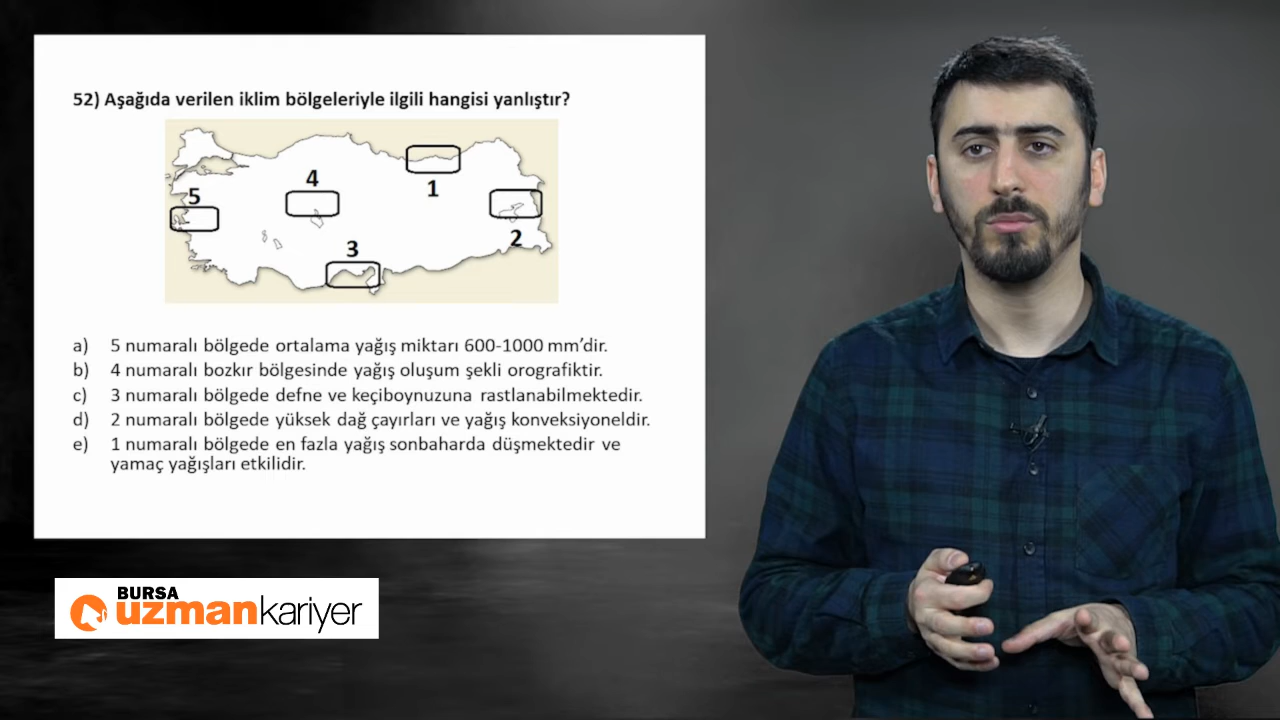 52) Aşağıda verilen iklim bölgeleriyle ilgili hangisi yanlıştır?
4
5
1
3
2
a) 5 numaralı bölgede ortalama yağış miktarı 600-1000 mm’dir.
b) 4 numaralı bozkır bölgesinde yağış oluşum şekli orografiktir.
c) 3 numaralı bölgede defne ve keçiboynuzuna rastlanabilmektedir.
d) 2 numaralı bölgede yüksek dağ çayırları ve yağış konveksiyoneldir.
e) 1 numaralı bölgede en fazla yağış sonbaharda düşmektedir ve
yamaç yağışları etkilidir.
BURSA
uzmankariyer